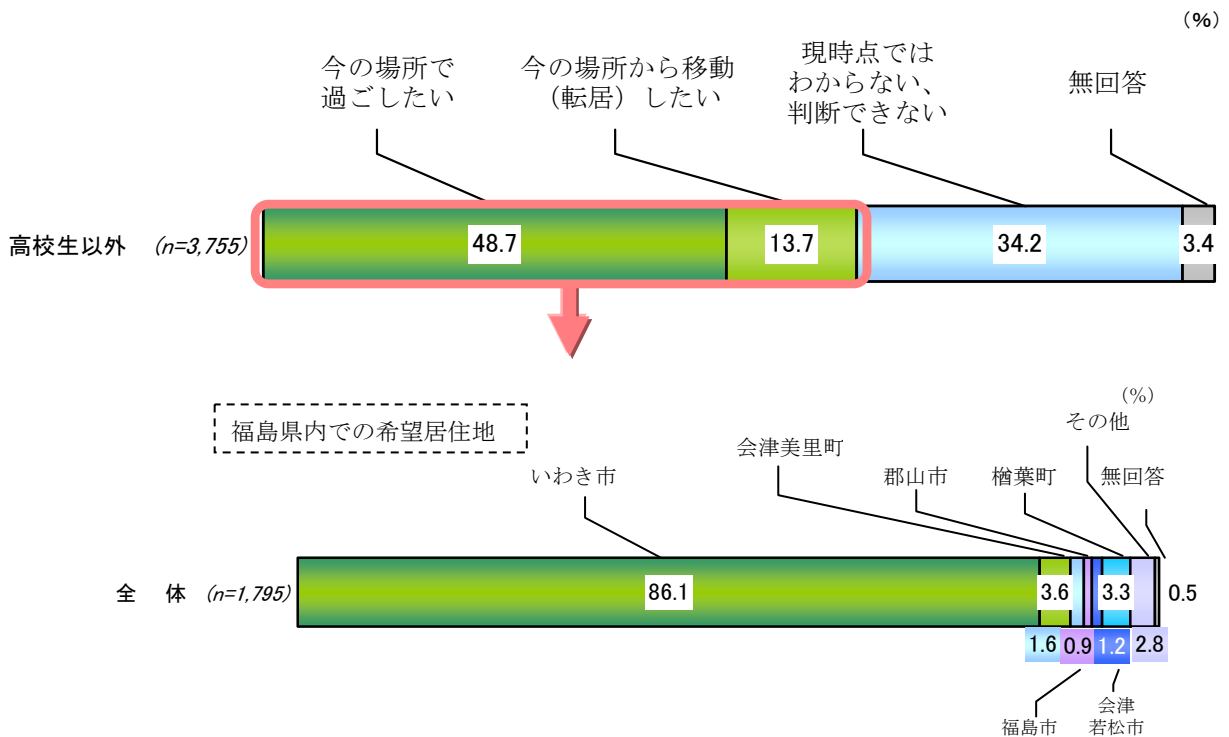 （%）
今の場所で
過ごしたい
今の場所から移動
（転居）したい
現時点では
わからない、
判断できない
無回答
高校生以外 (n=3,755)
48.7
13.7
34.2
3.4
福島県内での希望居住地
(%)
いわき市
会津美里町
郡山市
楢葉町
その他
無回答
全 体 (n=1,795)
86.1
3.6
3.3
0.5
1.6
0.9
1.2
2.8
福島市
会津
若松市